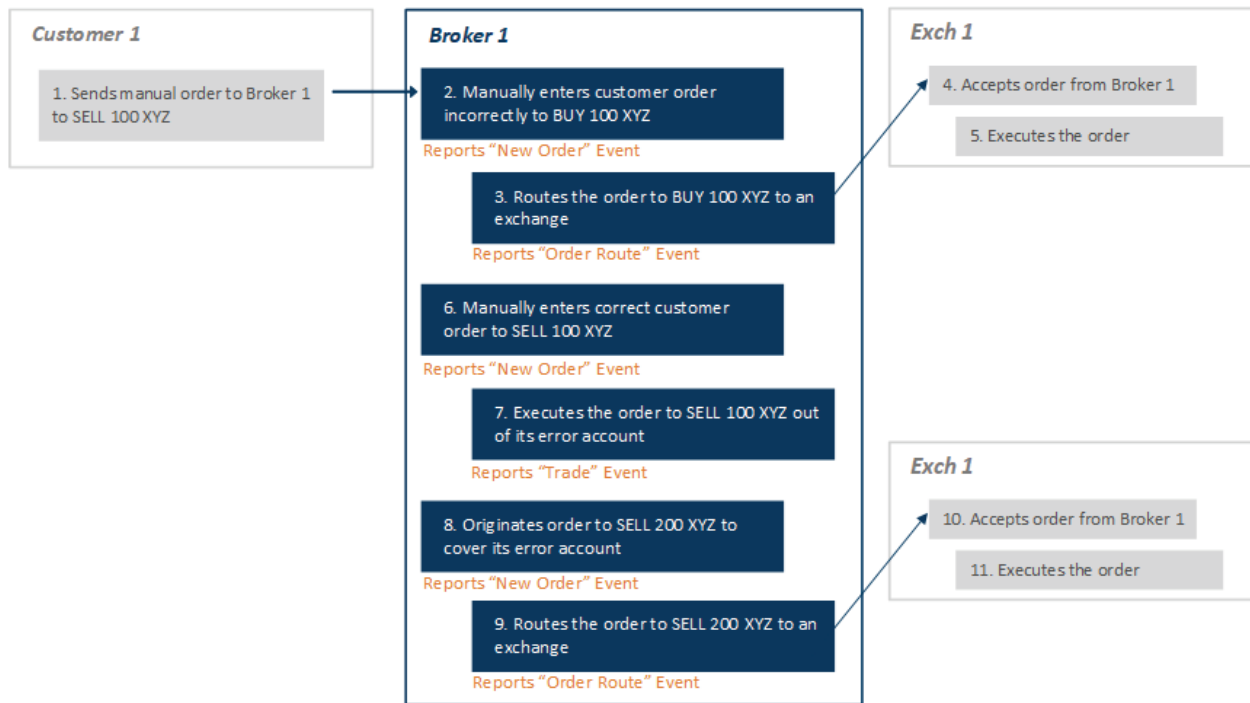 Customer 1
1. Sends manual order to Broker 1
to SELL 100 XYZ
Broker 1
2. Manually enters customer order
incorrectly to BUY 100 XYZ
Reports “New Order” Event
3. Routes the order to BUY 100 XYZ to an
exchange
Reports “Order Route” Event
Exch 1
4. Accepts order from Broker 1
5. Executes the order
6. Manually enters correct customer
order to SELL 100 XYZ
Reports “New Order” Event
7. Executes the order to SELL 100 XYZ out
of its error account
Reports “Trade” Event
8. Originates order to SELL 200 XYZ to
cover its error account
Reports “New Order” Event
9. Routes the order to SELL 200 XYZ to an
exchange
Reports “Order Route” Event
Exch 1
10. Accepts order from Broker 1
11. Executes the order